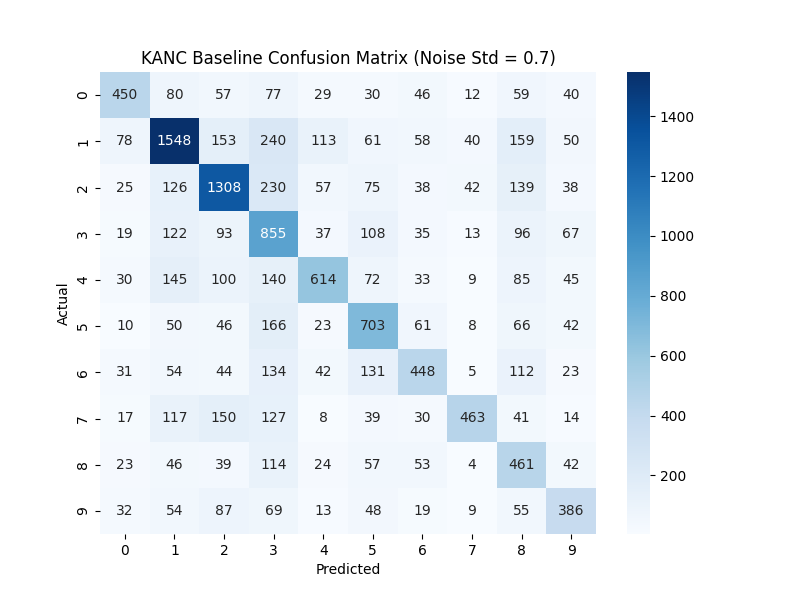 KANC Baseline Confusion Matrix (Noise Std = 0.7)
0 450 80 57 77 29 30 46 12 59 40
1 78 1548 153 240 113 61 58 40 159 50
2 25 126 1308 230 57 75 38 42 139 38
3 19 122 93 855 37 108 35 13 96 67
4 30 145 100 140 614 72 33 9 85 45
5 10 50 46 166 23 703 61 8 66 42
6 31 54 44 134 42 131 448 5 112 23
7 17 117 150 127 8 39 30 463 41 14
8 23 46 39 114 24 57 53 4 461 42
9 32 54 87 69 13 48 19 9 55 386
0 1 2 3 4 5 6 7 8 9
Predicted
Actual
1400
1200
1000
800
600
400
200